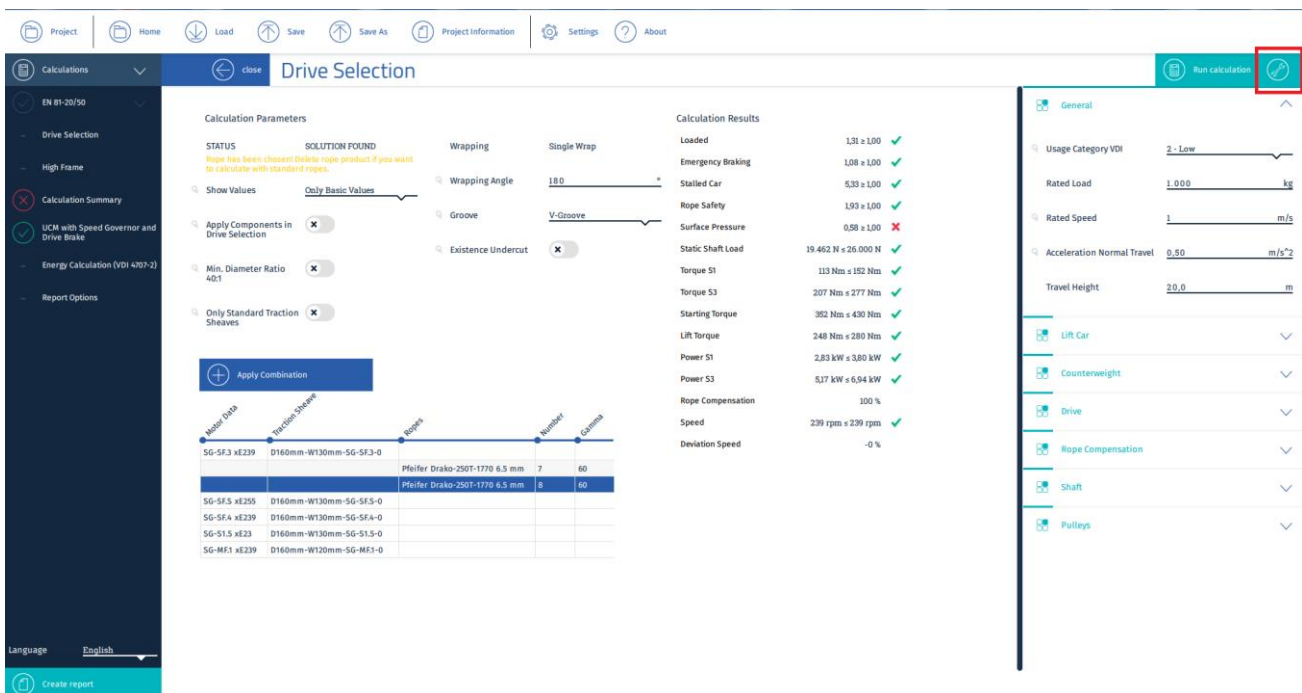 Project
Home
Load
Save
Save As
Project Information
Settings
About
Calculations
EN 81-20/50
Drive Selection
High Frame
Calculation Summary
UCM with Speed Governor and
Drive Brake
Energy Calculation (VDI 4707-2)
Report Options
Language English
Create report
close
Drive Selection
Run calculation
Calculation Parameters
STATUS SOLUTION FOUND
Rope has been chosen! Delete rope product if you want
to calculate with standard ropes.
Show Values Only Basic Values
Apply Components in
Drive Selection
Min. Diameter Ratio
40:1
Only Standard Traction
Sheaves
Wrapping Single Wrap
Wrapping Angle 180 °
Groove V-Groove
Existence Undercut
Apply Combination
Motor Data Traction Sheave Ropes Number Gamma
SG-SF.3 xE239 D160mm-W130mm-SG-SF.3-0
Pfeifer Drako-250T-1770 6.5 mm 7 60
Pfeifer Drako-250T-1770 6.5 mm 8 60
SG-SF.5 xE255 D160mm-W130mm-SG-SF.5-0
SG-SF.4 xE239 D160mm-W130mm-SG-SF.4-0
SG-S1.5 xE23 D160mm-W130mm-SG-S1.5-0
SG-MF.1 xE239 D160mm-W120mm-SG-MF.1-0
Calculation Results
Loaded 1,31 ≥ 1,00
Emergency Braking 1,08 ≥ 1,00
Stalled Car 5,33 ≥ 1,00
Rope Safety 1,93 ≥ 1,00
Surface Pressure 0,58 ≥ 1,00
Static Shaft Load 19.462 N ≤ 26.000 N
Torque S1 113 Nm ≤ 152 Nm
Torque S3 207 Nm ≤ 277 Nm
Starting Torque 352 Nm ≤ 430 Nm
Lift Torque 248 Nm ≤ 280 Nm
Power S1 2,83 kW ≤ 3,80 kW
Power S3 5,17 kW ≤ 6,94 kW
Rope Compensation 100 %
Speed 239 rpm ≤ 239 rpm
Deviation Speed -0 %
General
Usage Category VDI 2 - Low
Rated Load 1.000 kg
Rated Speed 1 m/s
Acceleration Normal Travel 0,50 m/s^2
Travel Height 20,0 m
Lift Car
Counterweight
Drive
Rope Compensation
Shaft
Pulleys